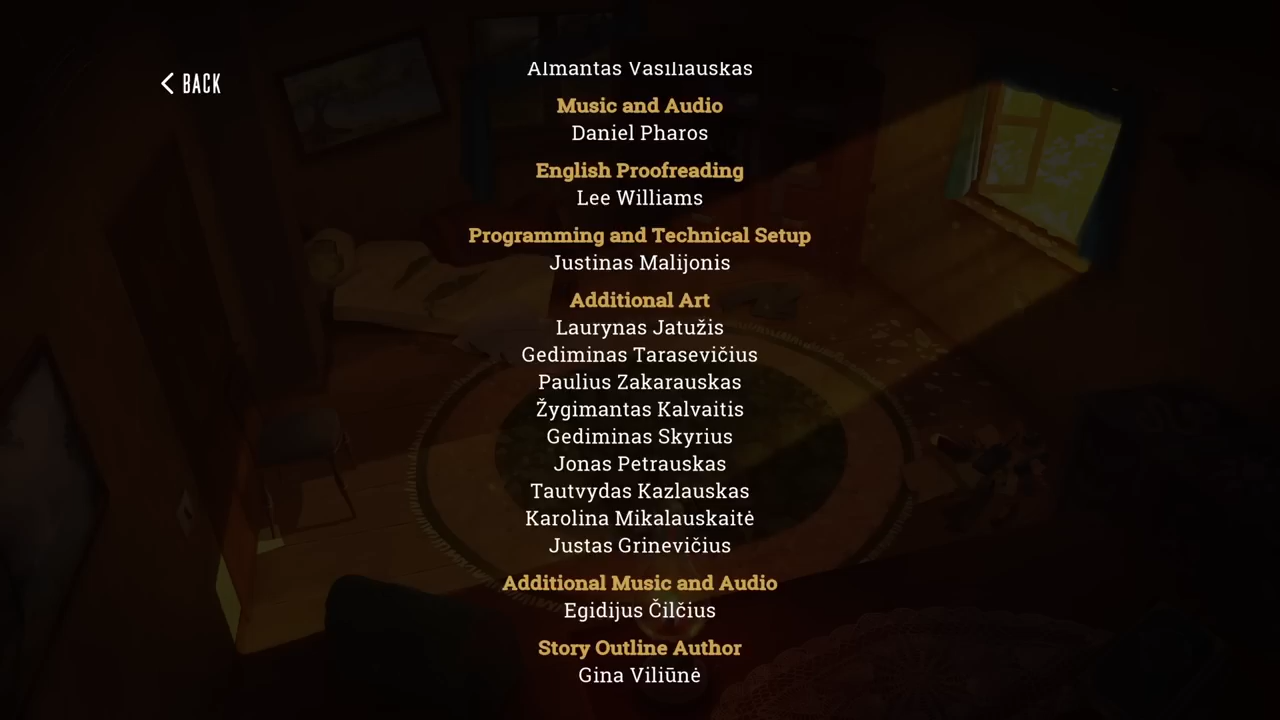 BACK
Almantas Vasiliauskas
Music and Audio
Daniel Pharos
English Proofreading
Lee Williams
Programming and Technical Setup
Justinas Malijonis
Additional Art
Laurynas Jatužis
Gediminas Tarasevičius
Paulius Zakarauskas
Žygimantas Kalvaitis
Gediminas Skyrius
Jonas Petrauskas
Tautvydas Kazlauskas
Karolina Mikalauskaitė
Justas Grinevičius
Additional Music and Audio
Egidijus Čilčius
Story Outline Author
Gina Viliūnė